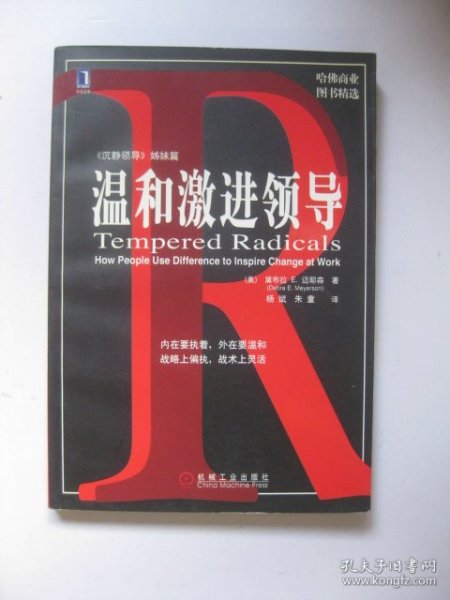 哈佛商业
图书精选
《沉静领导》姊妹篇
温和激进领导
Tempered Radicals
How People Use Difference to Inspire Change at Work
(美) 黛布拉 E. 迈耶森 著
(Debra E. Meyerson)
杨斌 朱童 译
内在要执着，外在要温和
战略上偏执，战术上灵活
机械工业出版社
China Machine Press
孔夫子旧书网
www.kongfz.com